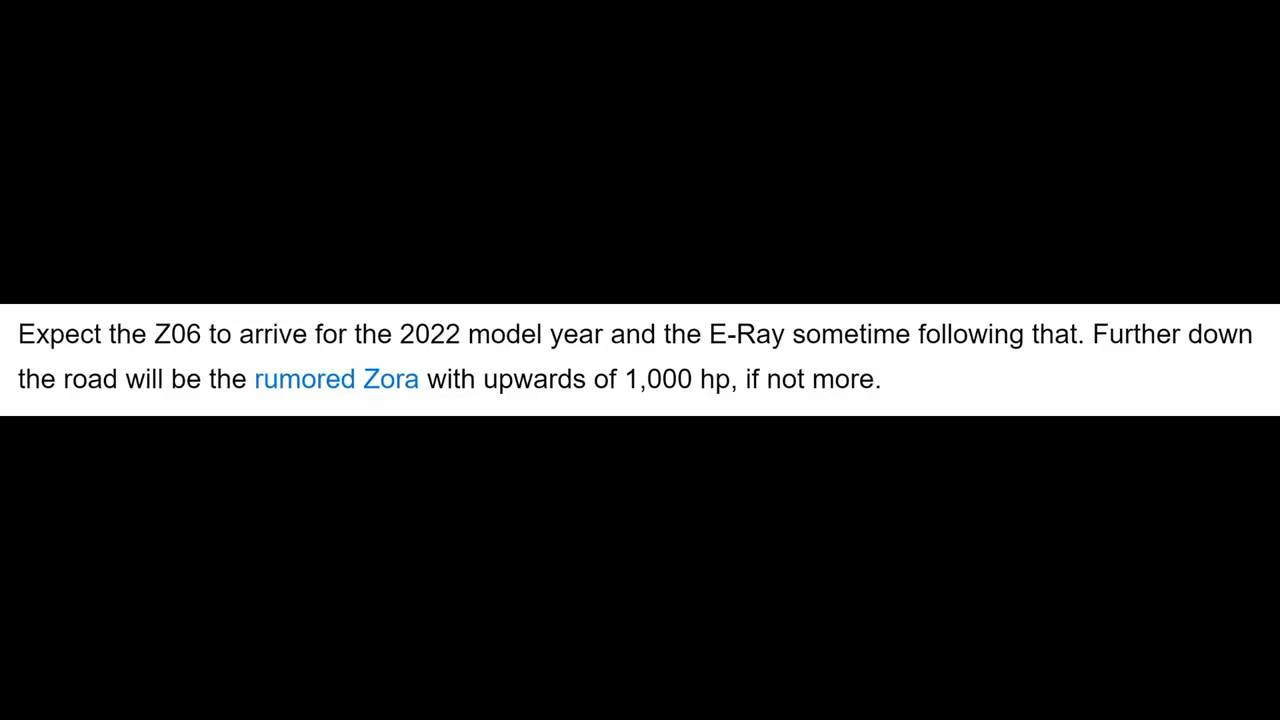 Expect the Z06 to arrive for the 2022 model year and the E-Ray sometime following that. Further down
the road will be the rumored Zora with upwards of 1,000 hp, if not more.